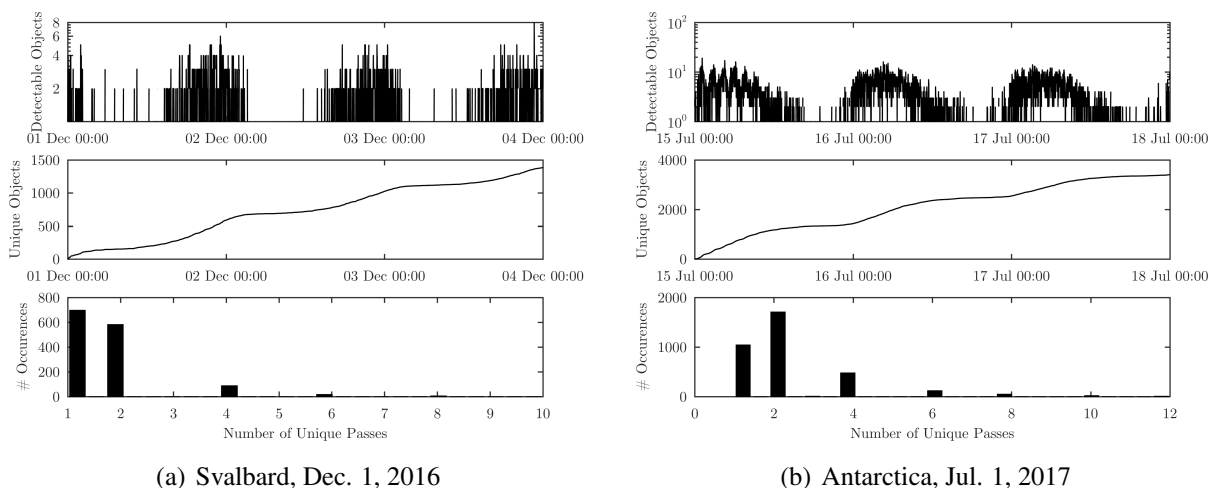 Detectable Objects
8
6
4
2
01 Dec 00:00 02 Dec 00:00 03 Dec 00:00 04 Dec 00:00
Unique Objects
1500
1000
500
0
01 Dec 00:00 02 Dec 00:00 03 Dec 00:00 04 Dec 00:00
# Occurences
800
600
400
200
0
1 2 3 4 5 6 7 8 9 10
Number of Unique Passes
(a) Svalbard, Dec. 1, 2016
Detectable Objects
10²
10¹
10⁰
15 Jul 00:00 16 Jul 00:00 17 Jul 00:00 18 Jul 00:00
Unique Objects
4000
2000
0
15 Jul 00:00 16 Jul 00:00 17 Jul 00:00 18 Jul 00:00
# Occurences
2000
1000
0
0 2 4 6 8 10 12
Number of Unique Passes
(b) Antarctica, Jul. 1, 2017